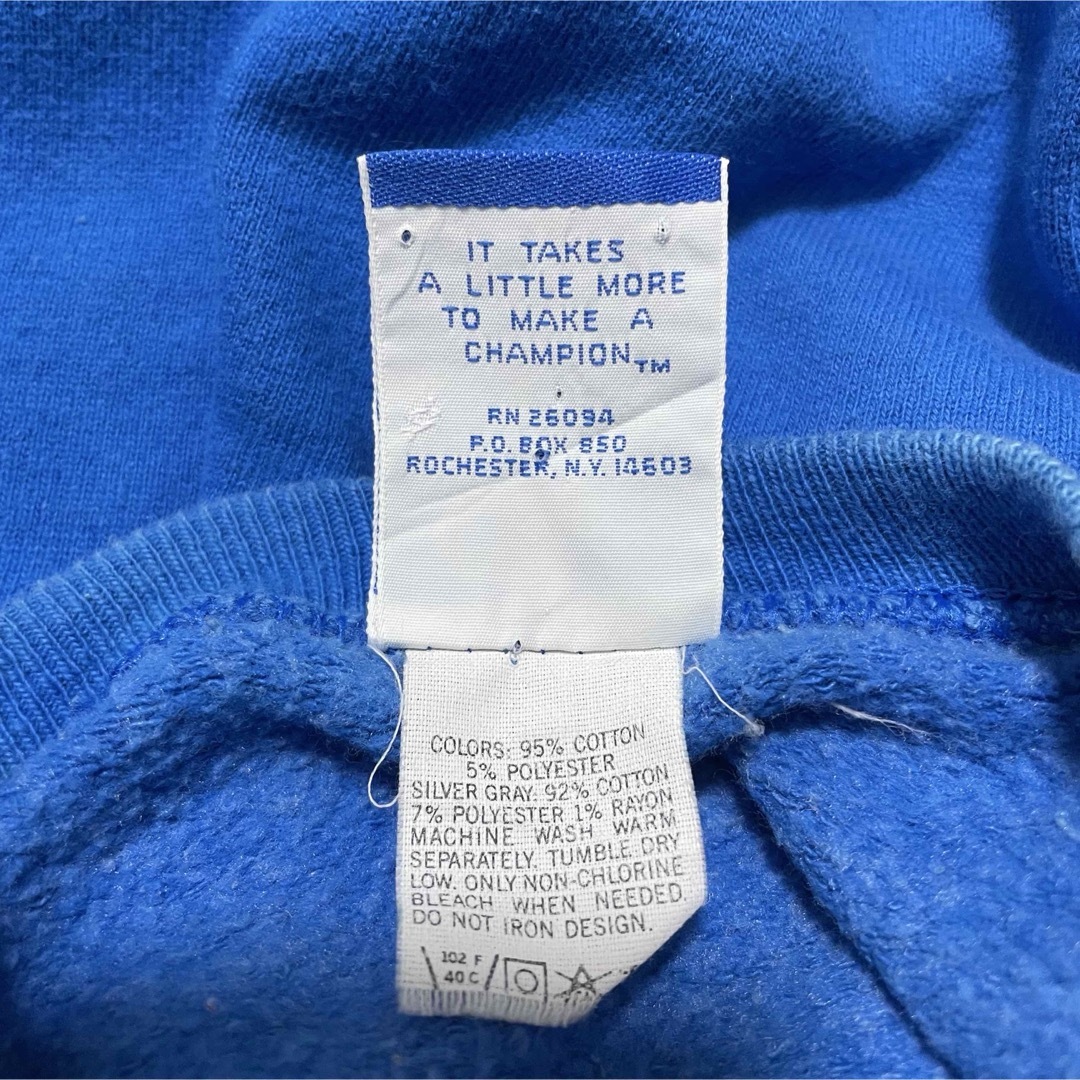 IT TAKES
A LITTLE MORE
TO MAKE A
CHAMPION™
RN 26094
P.O. BOX 850
ROCHESTER, N.Y. 14603
COLORS: 95% COTTON
5% POLYESTER
SILVER GRAY. 92% COTTON
7% POLYESTER 1% RAYON
MACHINE WASH WARM
SEPARATELY. TUMBLE DRY
LOW. ONLY NON-CHLORINE
BLEACH WHEN NEEDED.
DO NOT IRON DESIGN.
102 F
40 C